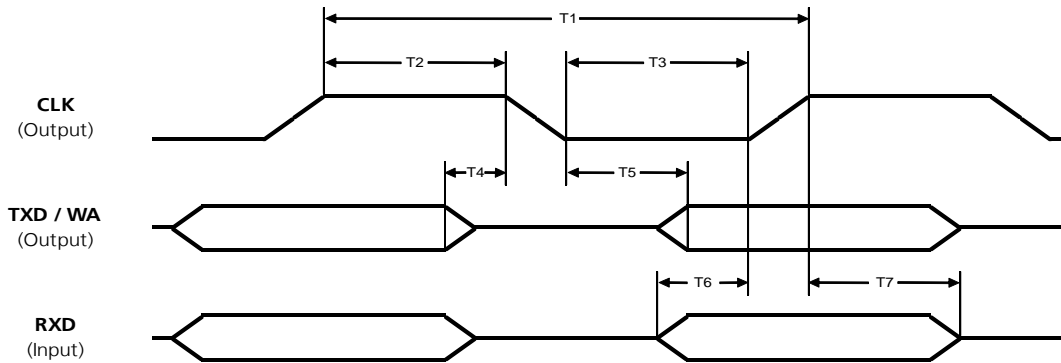 T1
T2
T3
CLK
(Output)
T4
T5
TXD / WA
(Output)
T6
T7
RXD
(Input)